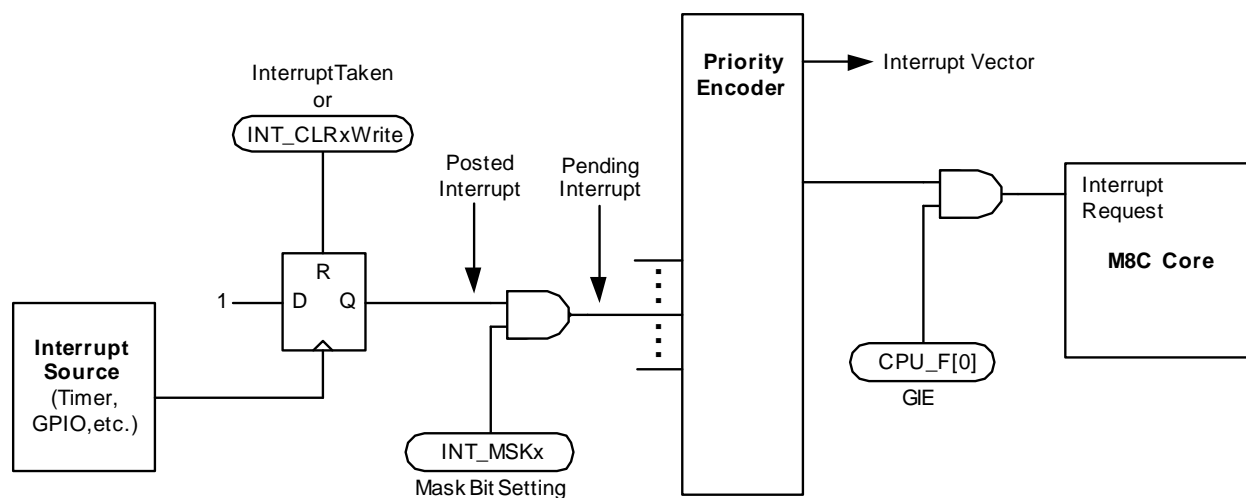 InterruptTaken
or
INT_CLRxWrite
Posted
Interrupt
Pending
Interrupt
Priority
Encoder
Interrupt Vector
Interrupt
Request
M8C Core
R
1
D Q
Interrupt
Source
(Timer,
GPIO,etc.)
INT_MSKx
Mask Bit Setting
CPU_F[0]
GIE